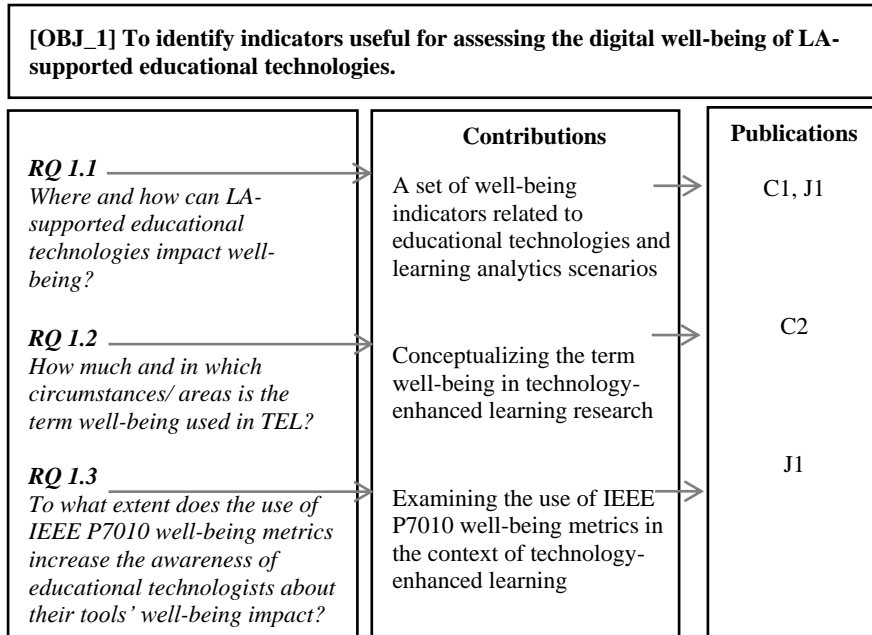 [OBJ_1] To identify indicators useful for assessing the digital well-being of LA-
supported educational technologies.
RQ 1.1
Where and how can LA-
supported educational
technologies impact well-
being?
RQ 1.2
How much and in which
circumstances/ areas is the
term well-being used in TEL?
RQ 1.3
To what extent does the use of
IEEE P7010 well-being metrics
increase the awareness of
educational technologists about
their tools’ well-being impact?
Contributions
A set of well-being
indicators related to
educational technologies and
learning analytics scenarios
Conceptualizing the term
well-being in technology-
enhanced learning research
Examining the use of IEEE
P7010 well-being metrics in
the context of technology-
enhanced learning
Publications
C1, J1
C2
J1